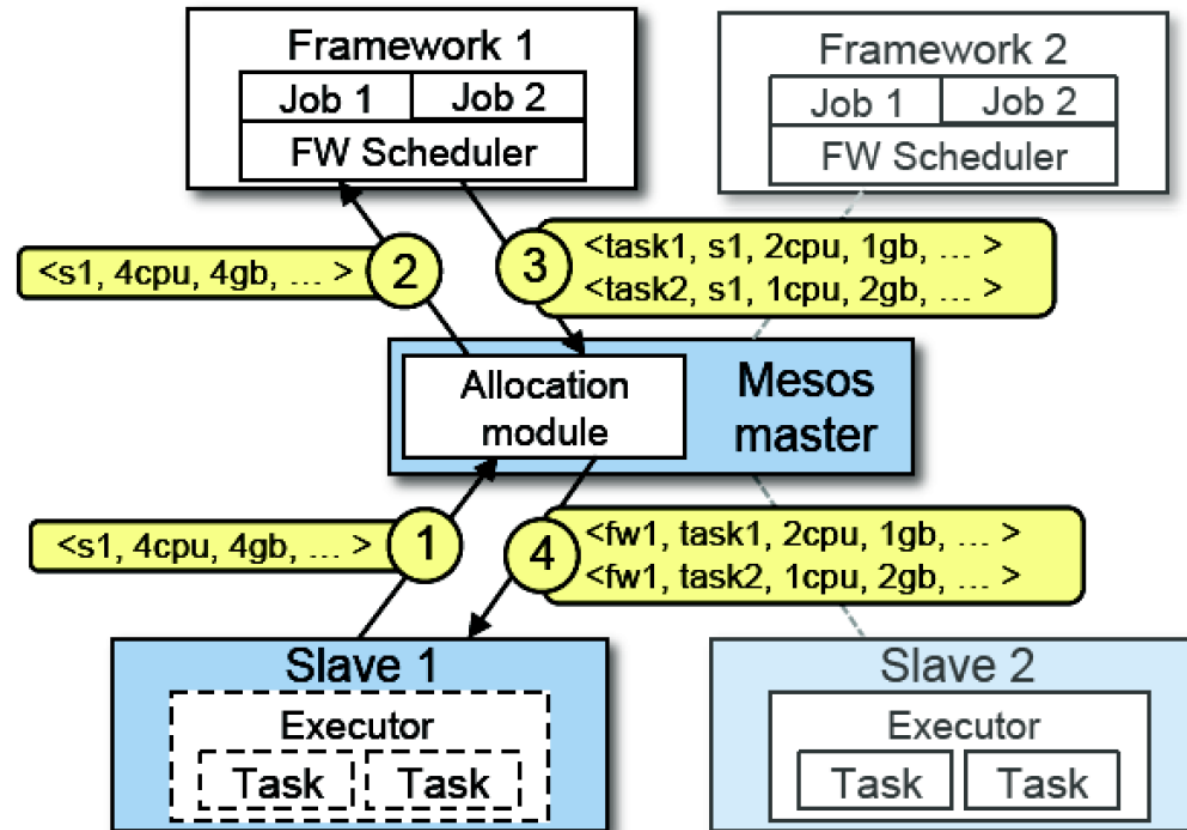 Framework 1
Job 1 Job 2
FW Scheduler
Framework 2
Job 1 Job 2
FW Scheduler
<s1, 4cpu, 4gb, ... >
2
3
<task1, s1, 2cpu, 1gb, ... >
<task2, s1, 1cpu, 2gb, ... >
Allocation
module
Mesos
master
<s1, 4cpu, 4gb, ... >
1
4
<fw1, task1, 2cpu, 1gb, ... >
<fw1, task2, 1cpu, 2gb, ... >
Slave 1
Executor
Task Task
Slave 2
Executor
Task Task